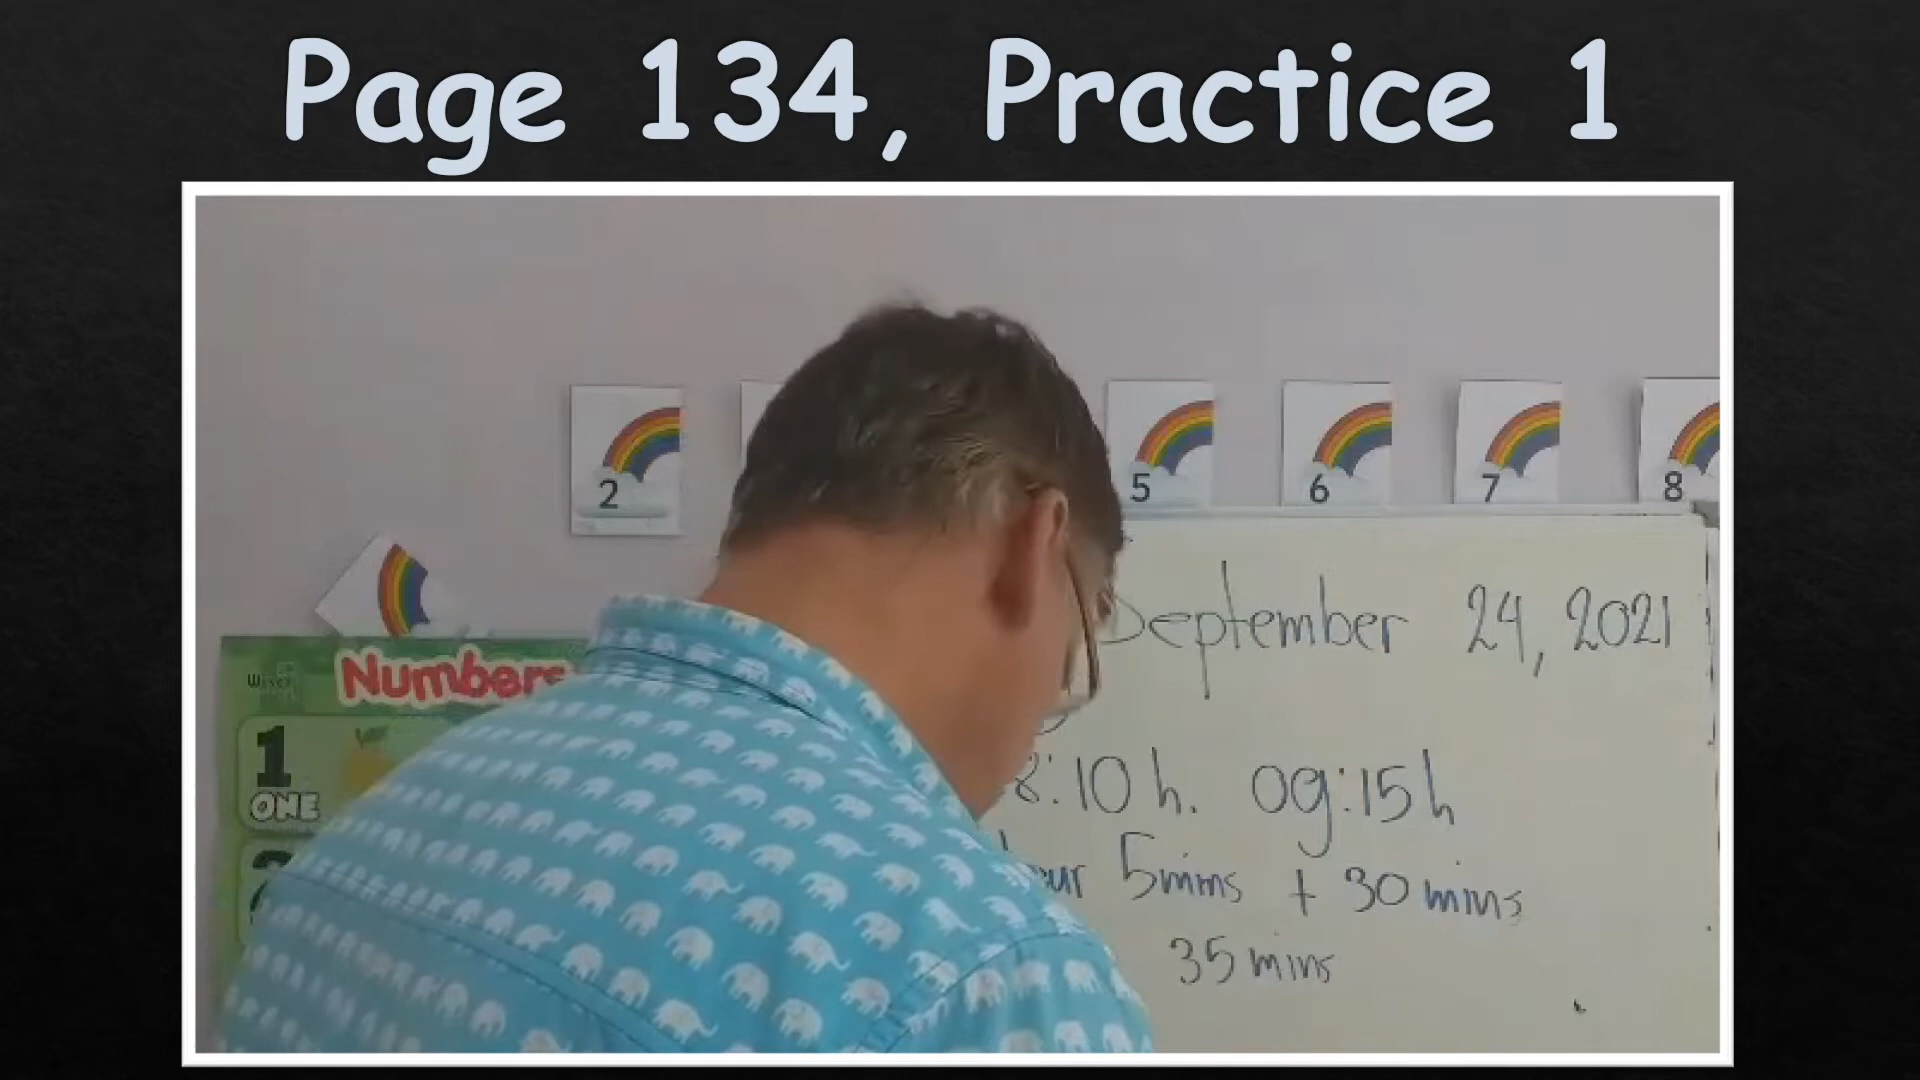 Page 134, Practice 1
2
5
6
7
8
September 24, 2021
Numbers
8:10 h. 09:15 h
1
ONE
5mins + 30 mins
35 mins